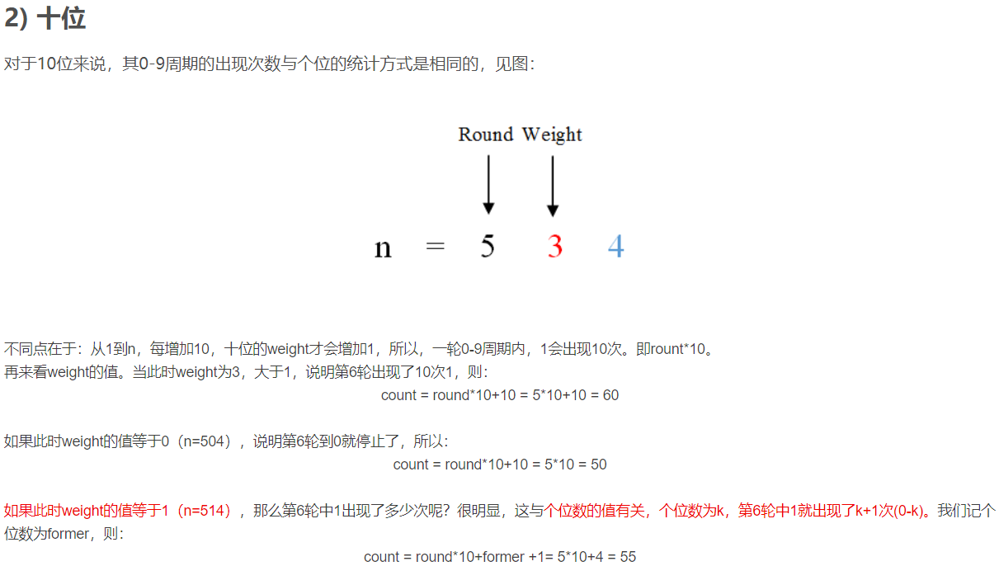 2) 十位
对于10位来说，其0-9周期的出现次数与个位的统计方式是相同的，见图：
Round Weight
n = 5 3 4
不同点在于：从1到n，每增加10，十位的weight才会增加1，所以，一轮0-9周期内，1会出现10次。即rount*10。
再来看weight的值。当此时weight为3，大于1，说明第6轮出现了10次1，则：
count = round*10+10 = 5*10+10 = 60
如果此时weight的值等于0（n=504），说明第6轮到0就停止了，所以：
count = round*10+10 = 5*10 = 50
如果此时weight的值等于1（n=514），那么第6轮中1出现了多少次呢？很明显，这与个位数的值有关，个位数为k，第6轮中1就出现了k+1次(0-k)。我们记个
位数为former，则：
count = round*10+former +1= 5*10+4 = 55